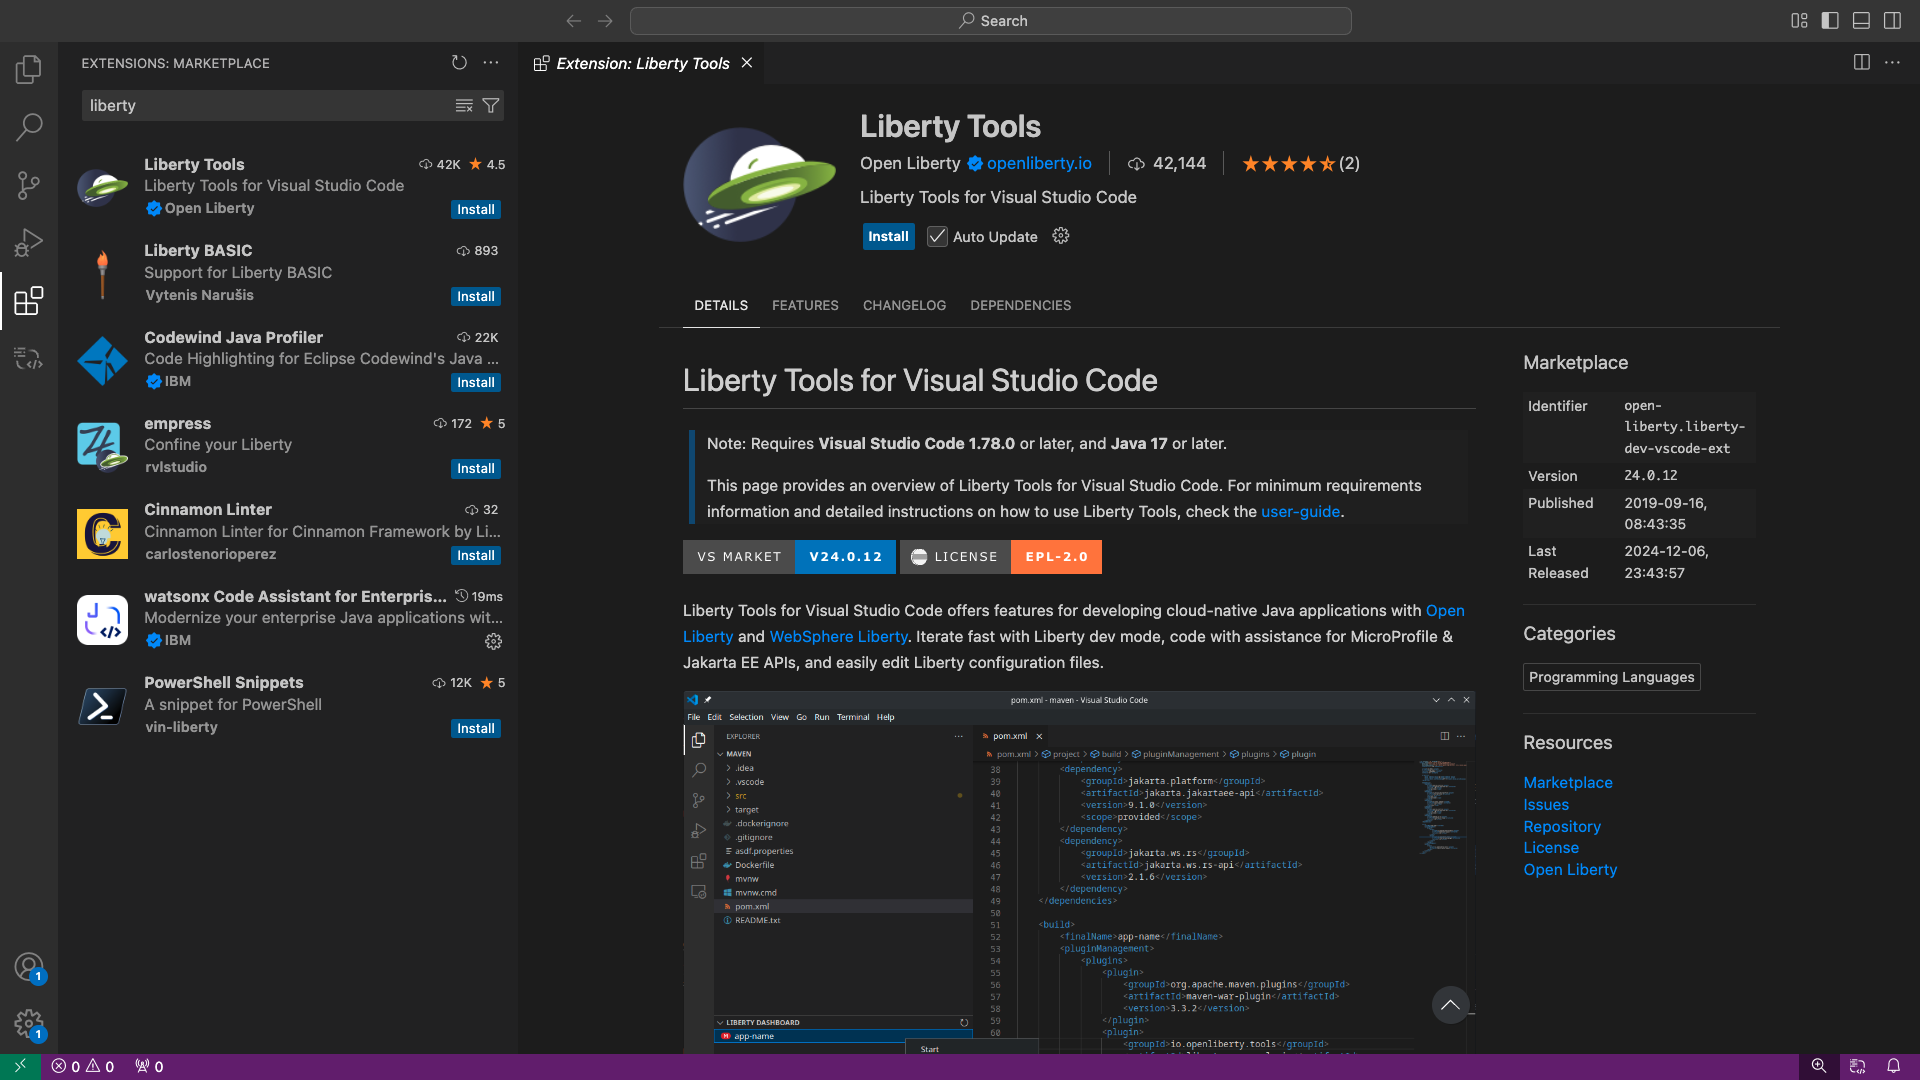 Search
EXTENSIONS: MARKETPLACE
liberty
Liberty Tools
42K
4.5
Liberty Tools for Visual Studio Code
Open Liberty
Install
Liberty BASIC
893
Support for Liberty BASIC
Vytenis Narušis
Install
Codewind Java Profiler
22K
Code Highlighting for Eclipse Codewind's Java ...
IBM
Install
empress
172
5
Confine your Liberty
rvlstudio
Install
Cinnamon Linter
32
Cinnamon Linter for Cinnamon Framework by Li...
carlostenorioperez
Install
watsonx Code Assistant for Enterpris...
19ms
Modernize your enterprise Java applications wit...
IBM
PowerShell Snippets
12K
5
A snippet for PowerShell
vin-liberty
Install
Extension: Liberty Tools
Liberty Tools
Open Liberty
openliberty.io
42,144
(2)
Liberty Tools for Visual Studio Code
Install
Auto Update
DETAILS
FEATURES
CHANGELOG
DEPENDENCIES
Liberty Tools for Visual Studio Code
Note: Requires Visual Studio Code 1.78.0 or later, and Java 17 or later.
This page provides an overview of Liberty Tools for Visual Studio Code. For minimum requirements
information and detailed instructions on how to use Liberty Tools, check the user-guide.
VS MARKET
V24.0.12
LICENSE
EPL-2.0
Liberty Tools for Visual Studio Code offers features for developing cloud-native Java applications with Open
Liberty and WebSphere Liberty. Iterate fast with Liberty dev mode, code with assistance for MicroProfile &
Jakarta EE APIs, and easily edit Liberty configuration files.
pom.xml - maven - Visual Studio Code
File Edit Selection View Go Run Terminal Help
EXPLORER
MAVEN
.idea
.vscode
src
target
.dockerignore
.gitignore
asdf.properties
Dockerfile
mvnw
mvnw.cmd
pom.xml
README.txt
LIBERTY DASHBOARD
app-name
Start
pom.xml
pom.xml > project > build > pluginManagement > plugins > plugin
38 <dependency>
39 <groupId>jakarta.platform</groupId>
40 <artifactId>jakarta.jakartaee-api</artifactId>
41 <version>9.1.0</version>
42 <scope>provided</scope>
43 </dependency>
44 <dependency>
45 <groupId>jakarta.ws.rs</groupId>
46 <artifactId>jakarta.ws.rs-api</artifactId>
47 <version>2.1.6</version>
48 </dependency>
49 </dependencies>
50
51 <build>
52 <finalName>app-name</finalName>
53 <pluginManagement>
54 <plugins>
55 <plugin>
56 <groupId>org.apache.maven.plugins</groupId>
57 <artifactId>maven-war-plugin</artifactId>
58 <version>3.3.2</version>
59 </plugin>
60 <plugin>
<groupId>io.openliberty.tools</groupId>
Marketplace
Identifier
open-
liberty.liberty-
dev-vscode-ext
Version
24.0.12
Published
2019-09-16,
08:43:35
Last
Released
2024-12-06,
23:43:57
Categories
Programming Languages
Resources
Marketplace
Issues
Repository
License
Open Liberty
1
1
0
0
0